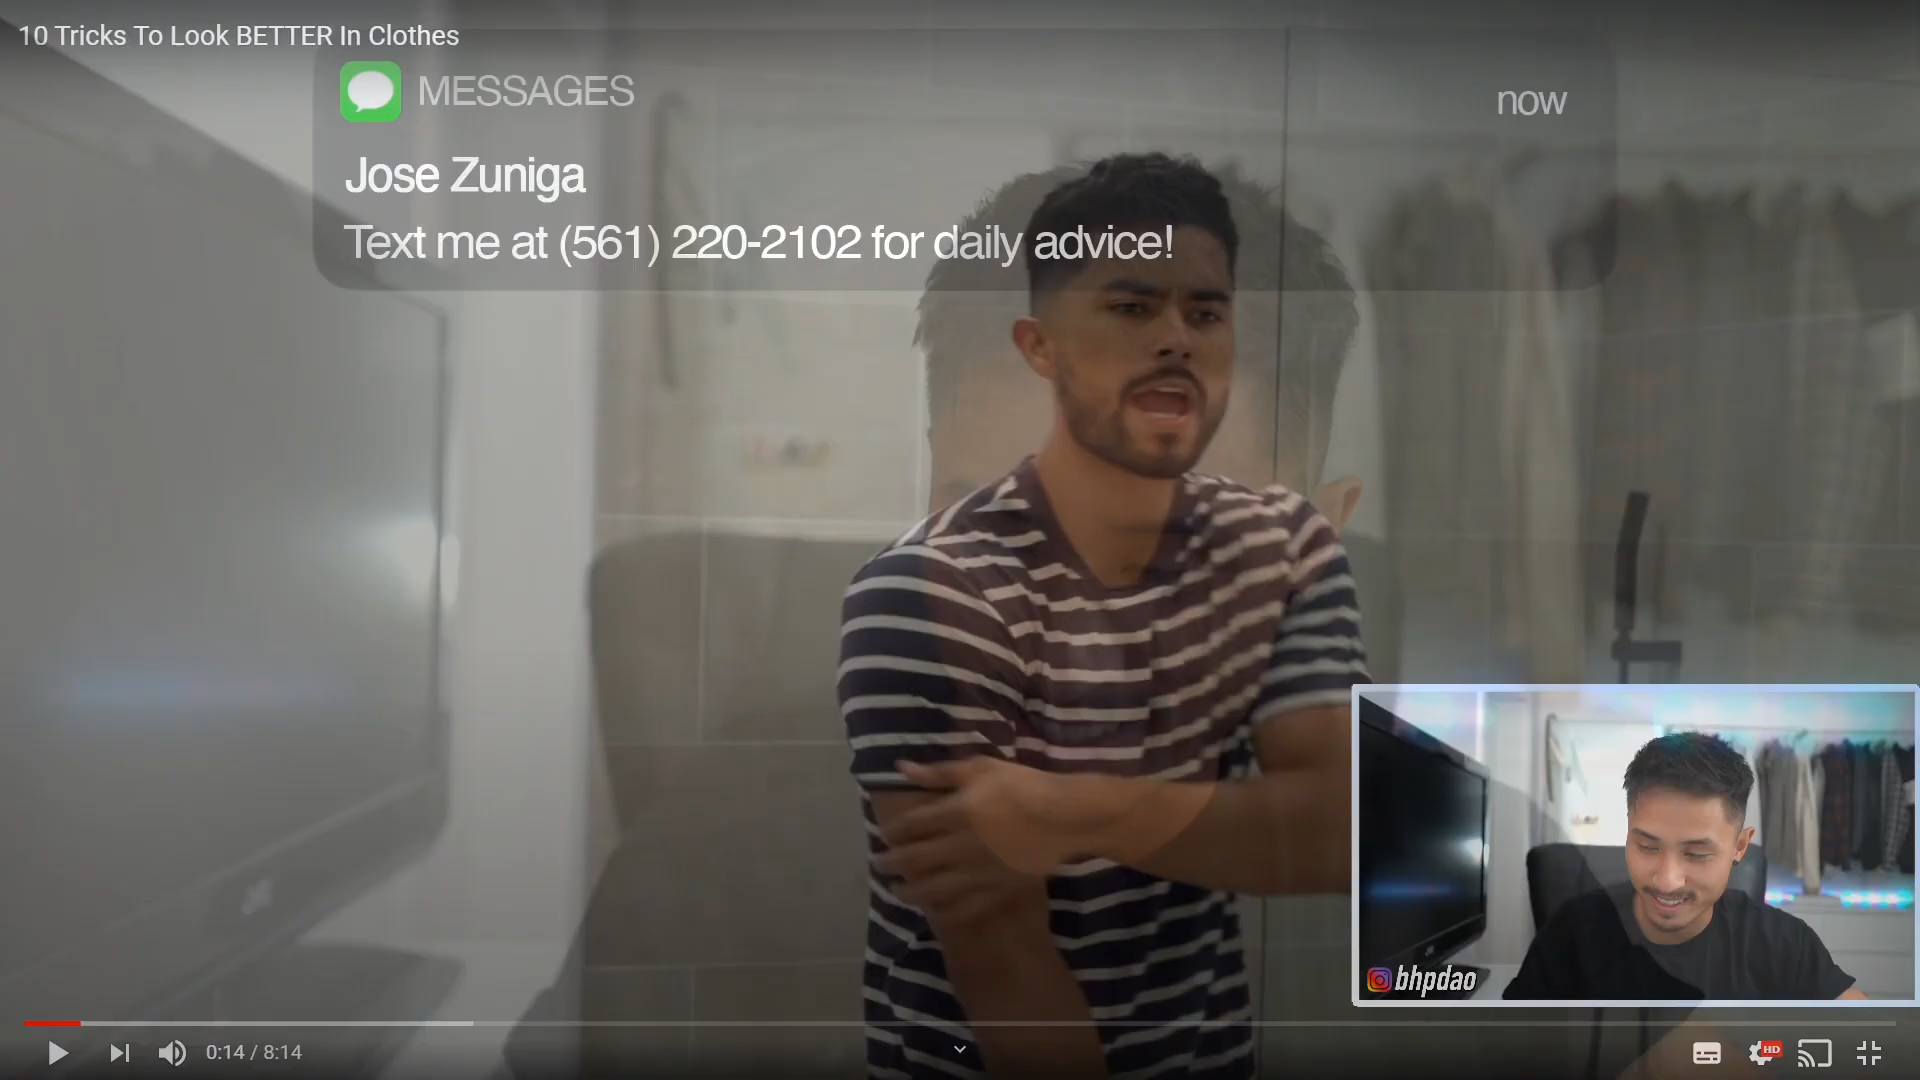 10 Tricks To Look BETTER In Clothes
MESSAGES
now
Jose Zuniga
Text me at (561) 220-2102 for daily advice!
bhpdao
0:14 / 8:14
HD